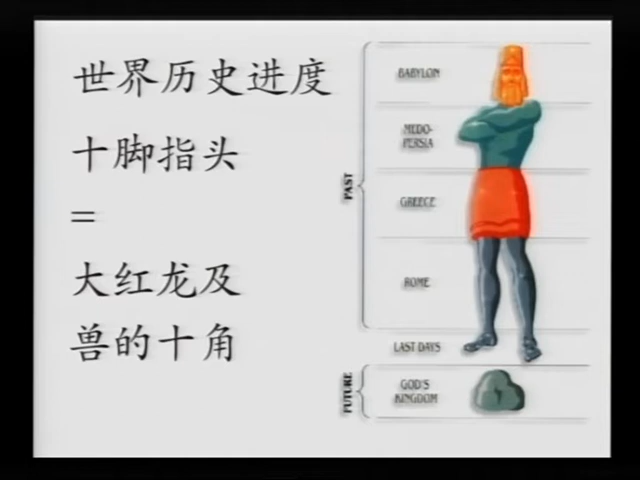 世界历史进度
十脚指头
=
大红龙及
兽的十角
PAST
BABYLON
MEDO-
PERSIA
GREECE
ROME
LAST DAYS
FUTURE
GOD'S
KINGDOM